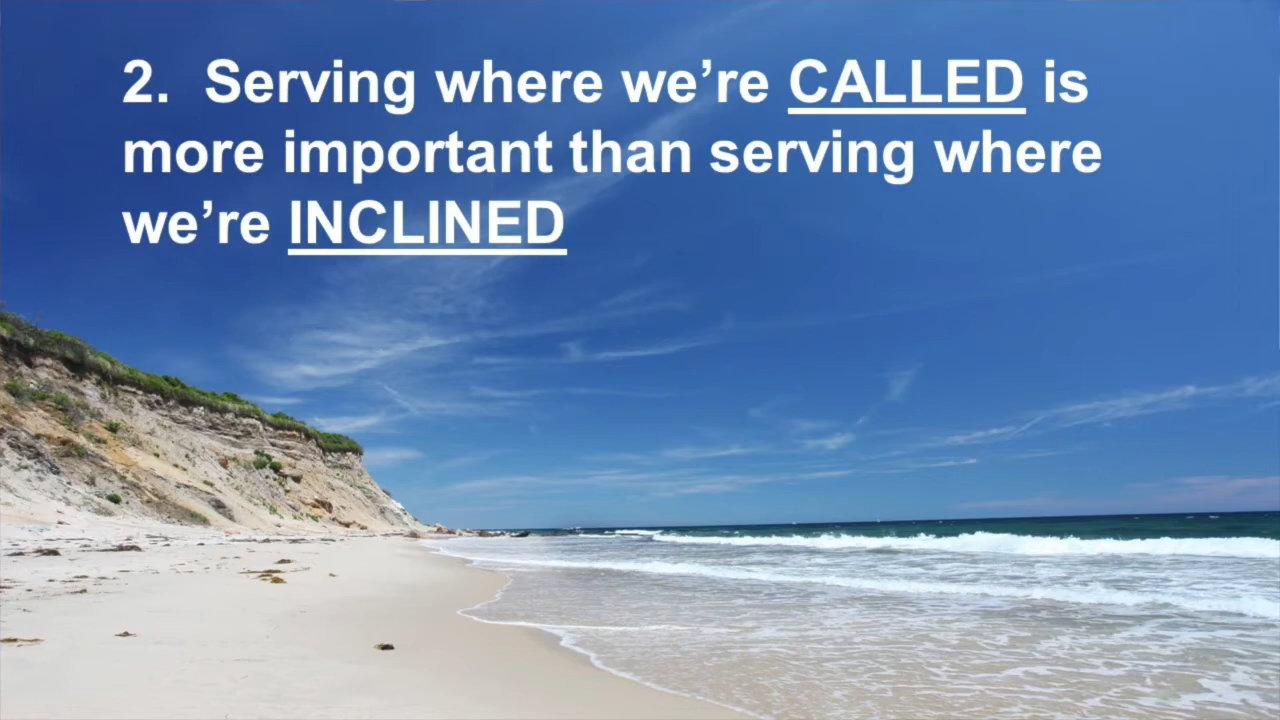 2.  Serving where we’re CALLED is
more important than serving where
we’re INCLINED